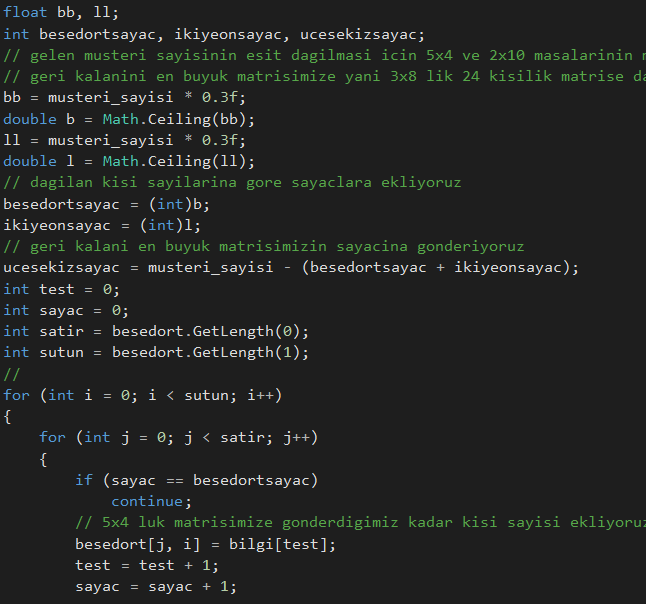 float bb, ll;
int besedortsayac, ikiyeonsayac, ucesekizsayac;
// gelen musteri sayisinin esit dagilmasi icin 5x4 ve 2x10 masalarinin
// geri kalanini en buyuk matrisimize yani 3x8 lik 24 kisilik matrise
bb = musteri_sayisi * 0.3f;
double b = Math.Ceiling(bb);
ll = musteri_sayisi * 0.3f;
double l = Math.Ceiling(ll);
// dagilan kisi sayilarina gore sayaclara ekliyoruz
besedortsayac = (int)b;
ikiyeonsayac = (int)l;
// geri kalani en buyuk matrisimizin sayacina gonderiyoruz
ucesekizsayac = musteri_sayisi - (besedortsayac + ikiyeonsayac);
int test = 0;
int sayac = 0;
int satir = besedort.GetLength(0);
int sutun = besedort.GetLength(1);
//
for (int i = 0; i < sutun; i++)
{
for (int j = 0; j < satir; j++)
{
if (sayac == besedortsayac)
continue;
// 5x4 luk matrisimize gonderdigimiz kadar kisi sayisi ekliyoruz
besedort[j, i] = bilgi[test];
test = test + 1;
sayac = sayac + 1;